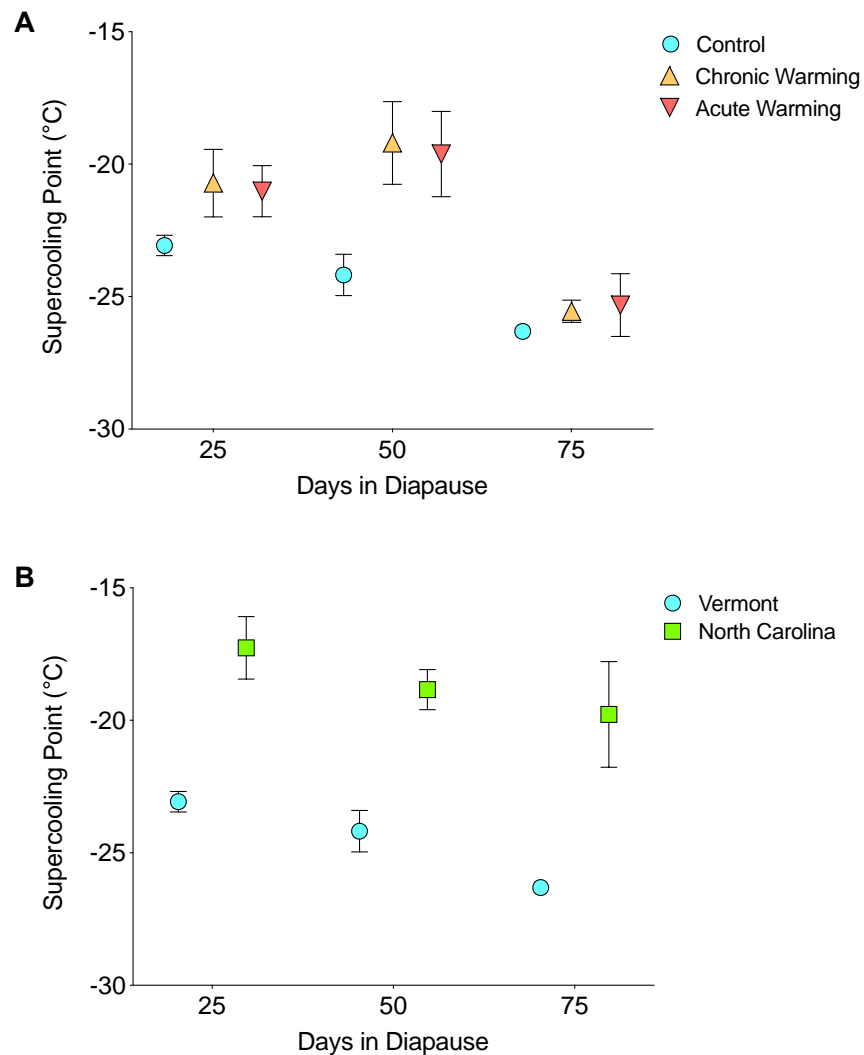 A
-15
-20
-25
-30
Supercooling Point (°C)
25 50 75
Days in Diapause
Control
Chronic Warming
Acute Warming
B
-15
-20
-25
-30
Supercooling Point (°C)
25 50 75
Days in Diapause
Vermont
North Carolina